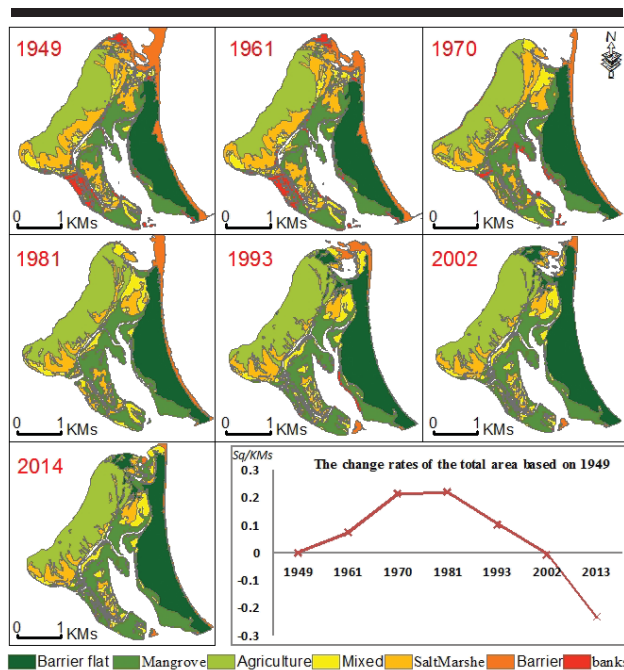 1949
1961
1970
N
0 1 KMs
0 1 KMs
0 1 KMs
1981
1993
2002
0 1 KMs
0 1 KMs
0 1 KMs
2014
0 1 KMs
Sq/KMs
The change rates of the total area based on 1949
0.3
0.2
0.1
0
-0.1
-0.2
-0.3
1949 1961 1970 1981 1993 2002 2013
Barrier flat Mangrove Agriculture Mixed SaltMarshe Barrier banks